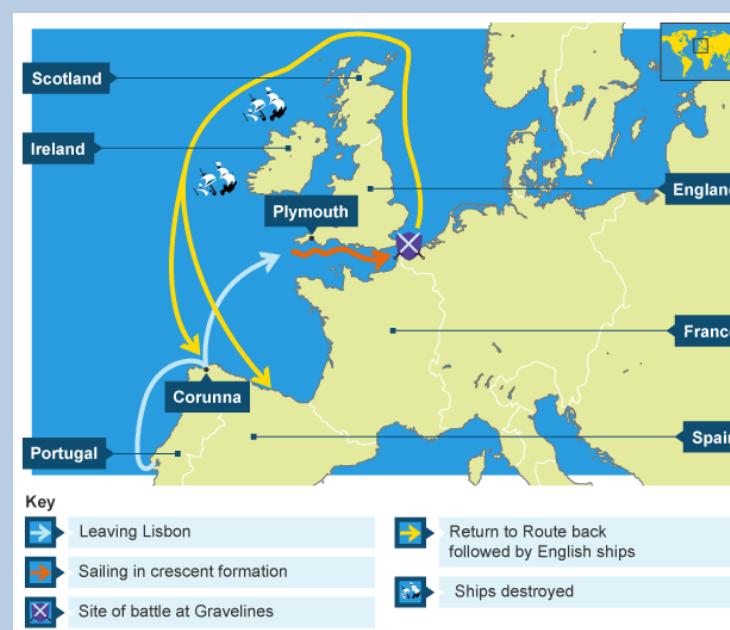 Scotland
Ireland
Plymouth
England
France
Corunna
Portugal
Spain
Key
Leaving Lisbon
Sailing in crescent formation
Site of battle at Gravelines
Return to Route back
followed by English ships
Ships destroyed